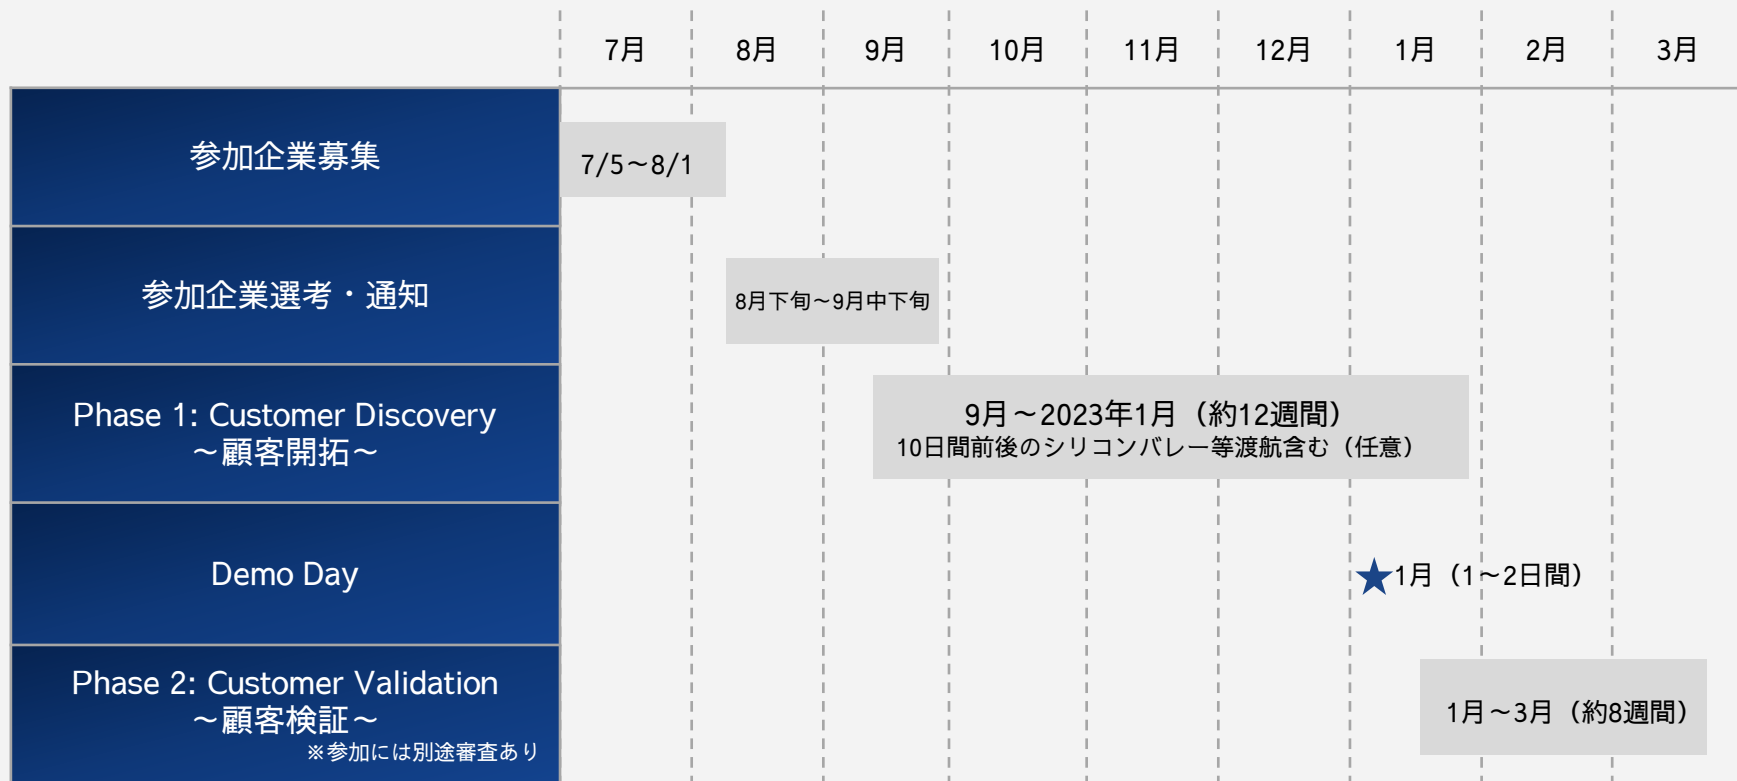 7月 8月 9月 10月 11月 12月 1月 2月 3月
参加企業募集
7/5～8/1
参加企業選考・通知
8月下旬～9月中下旬
Phase 1: Customer Discovery
～顧客開拓～
9月～2023年1月（約12週間）
10日間前後のシリコンバレー等渡航含む（任意）
Demo Day
★1月（1～2日間）
Phase 2: Customer Validation
～顧客検証～
※参加には別途審査あり
1月～3月（約8週間）